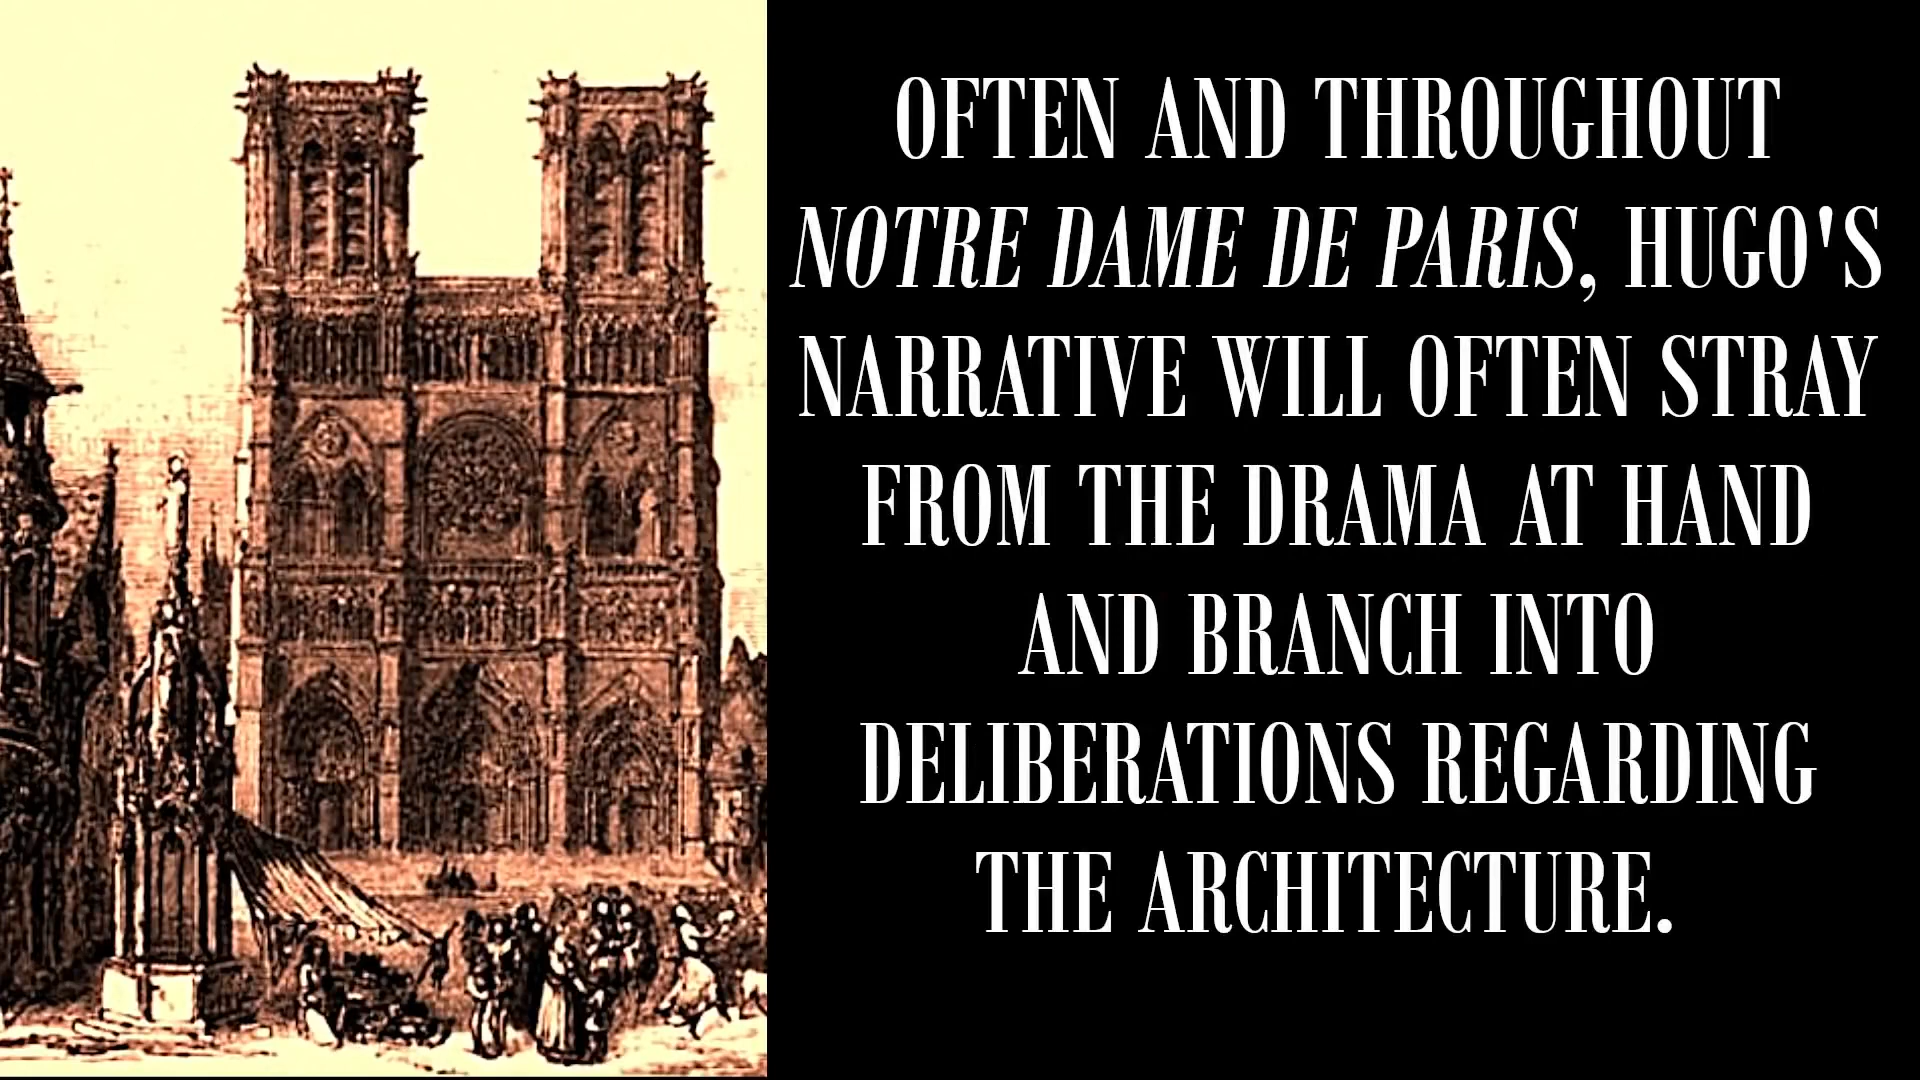 OFTEN AND THROUGHOUT
NOTRE DAME DE PARIS, HUGO'S
NARRATIVE WILL OFTEN STRAY
FROM THE DRAMA AT HAND
AND BRANCH INTO
DELIBERATIONS REGARDING
THE ARCHITECTURE.